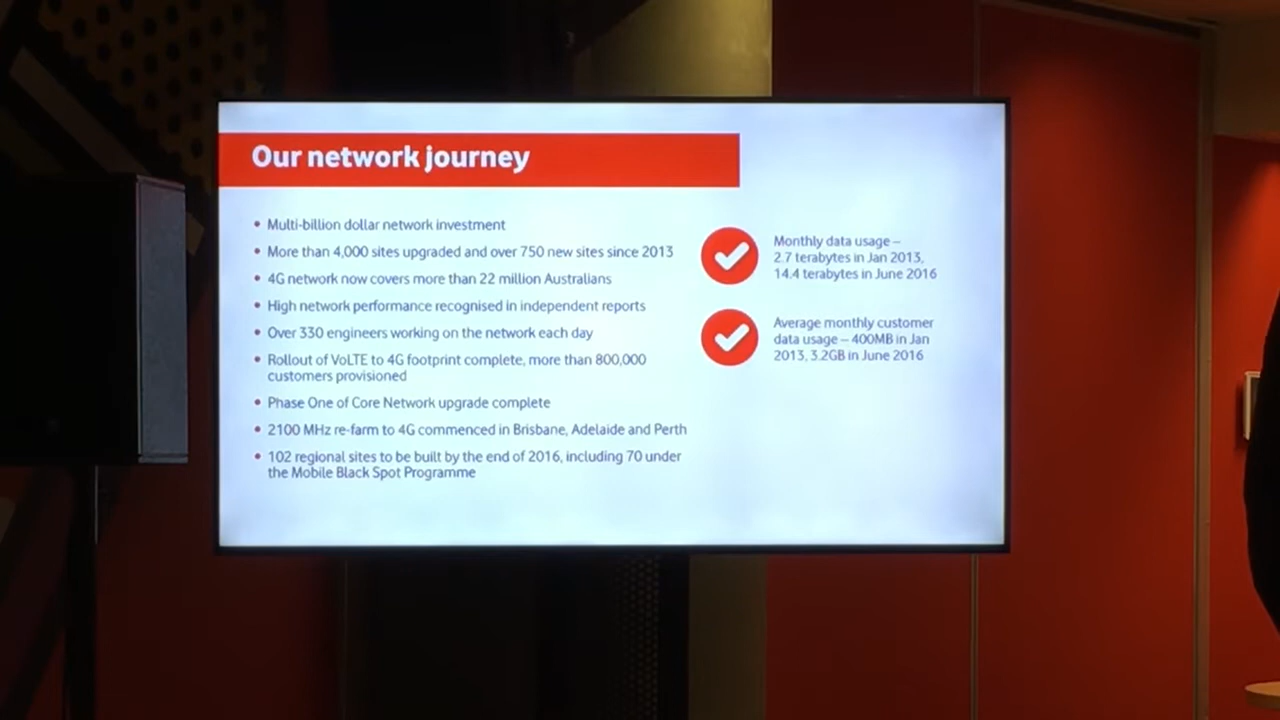 Our network journey
• Multi-billion dollar network investment
• More than 4,000 sites upgraded and over 750 new sites since 2013
• 4G network now covers more than 22 million Australians
• High network performance recognised in independent reports
• Over 330 engineers working on the network each day
• Rollout of VoLTE to 4G footprint complete, more than 800,000
customers provisioned
• Phase One of Core Network upgrade complete
• 2100 MHz re-farm to 4G commenced in Brisbane, Adelaide and Perth
• 102 regional sites to be built by the end of 2016, including 70 under
the Mobile Black Spot Programme
Monthly data usage –
2.7 terabytes in Jan 2013,
14.4 terabytes in June 2016
Average monthly customer
data usage – 400MB in Jan
2013, 3.2GB in June 2016